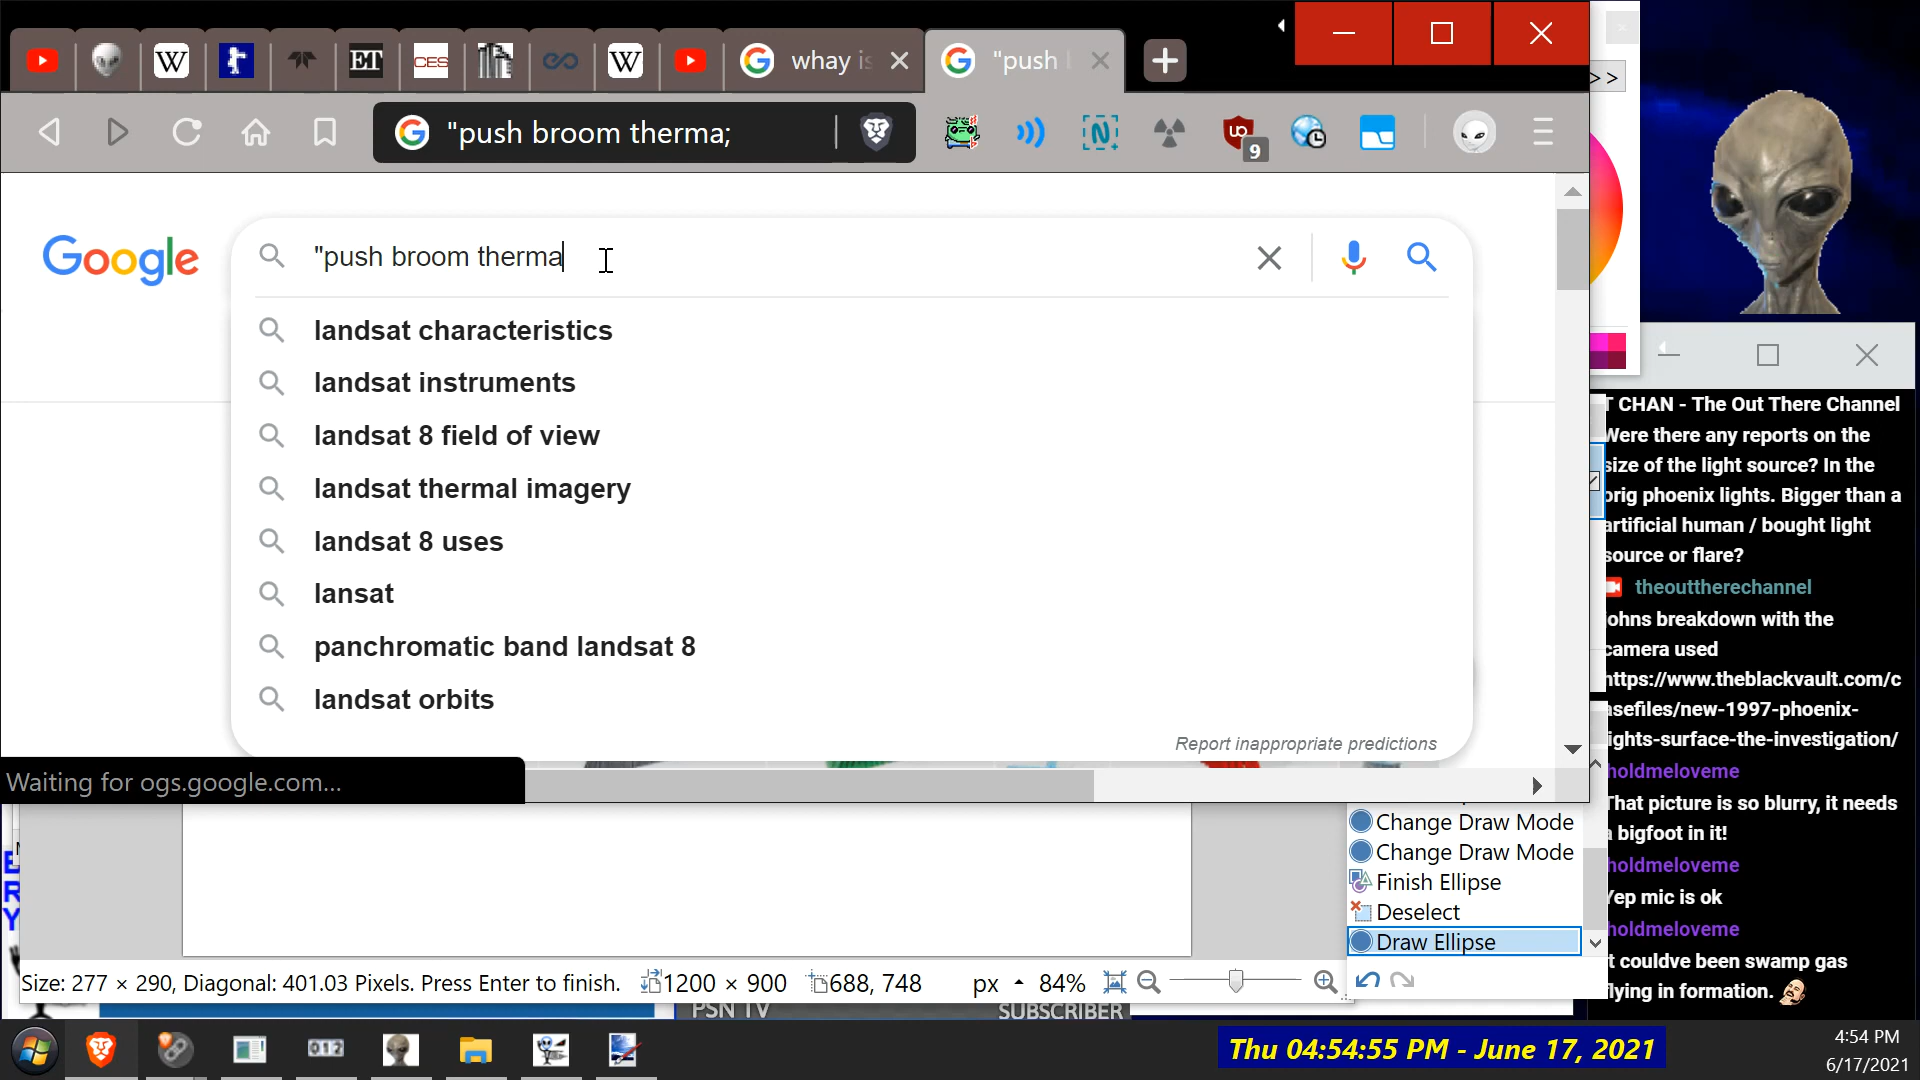 ET
CES
whay is
"push
"push broom therma;
9
>>
Google
"push broom therma
landsat characteristics
landsat instruments
landsat 8 field of view
landsat thermal imagery
landsat 8 uses
lansat
panchromatic band landsat 8
landsat orbits
Report inappropriate predictions
Waiting for ogs.google.com...
T CHAN - The Out There Channel
Were there any reports on the
size of the light source? In the
orig phoenix lights. Bigger than a
artificial human / bought light
source or flare?
theouttherechannel
johns breakdown with the
camera used
https://www.theblackvault.com/c
asefiles/new-1997-phoenix-
lights-surface-the-investigation/
holdmeloveme
That picture is so blurry, it needs
a bigfoot in it!
holdmeloveme
Yep mic is ok
holdmeloveme
It couldve been swamp gas
flying in formation.
Change Draw Mode
Change Draw Mode
Finish Ellipse
Deselect
Draw Ellipse
Size: 277 × 290, Diagonal: 401.03 Pixels. Press Enter to finish.
1200 × 900
688, 748
px
84%
PSN TV
SUBSCRIBER
012
Thu 04:54:55 PM - June 17, 2021
4:54 PM
6/17/2021